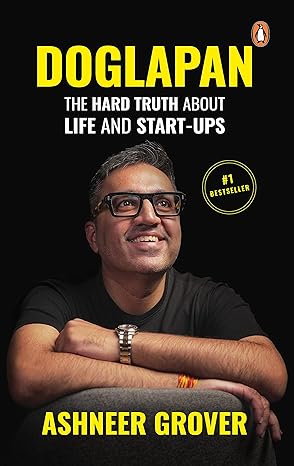 DOGLAPAN
THE HARD TRUTH ABOUT
LIFE AND START-UPS
#1
BESTSELLER
ASHNEER GROVER